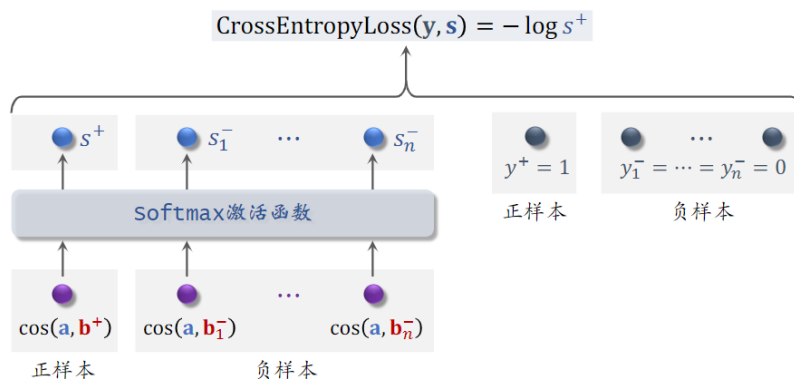 CrossEntropyLoss(y, s) = − log s⁺
s⁺ s₁⁻ ⋯ sₙ⁻
y⁺ = 1 y₁⁻ = ⋯ = yₙ⁻ = 0
正样本 负样本
Softmax激活函数
cos(a, b⁺) cos(a, b₁⁻) ⋯ cos(a, bₙ⁻)
正样本 负样本